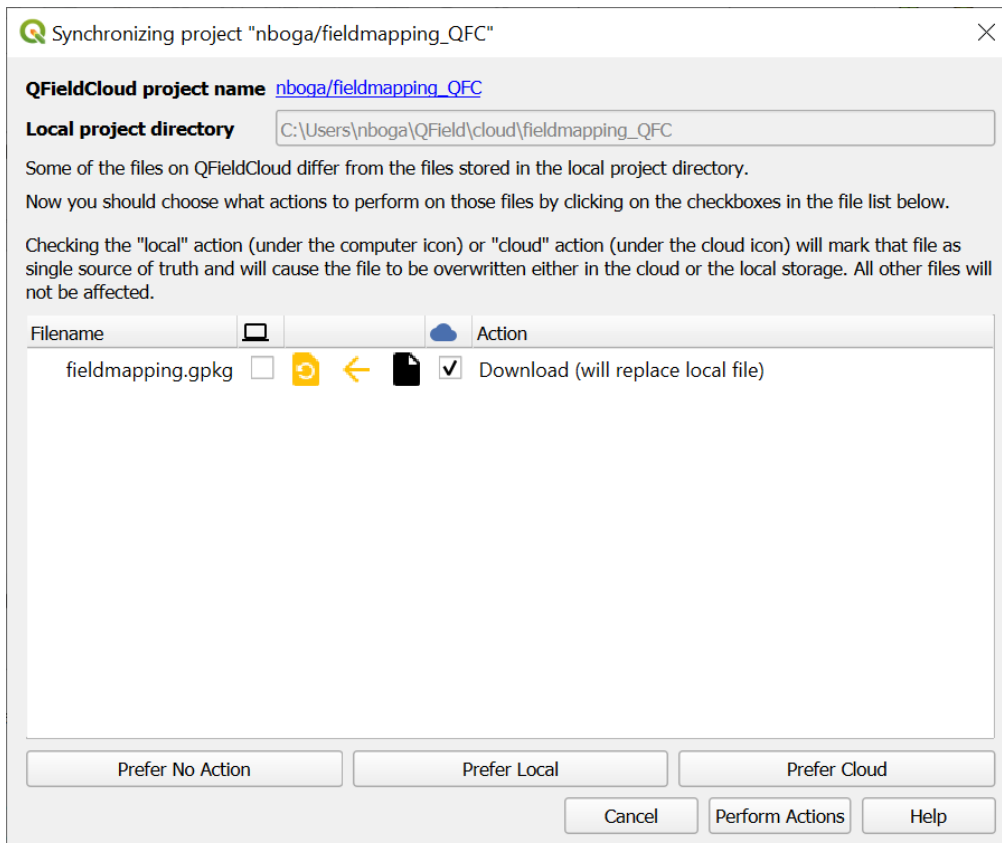 Synchronizing project "nboga/fieldmapping_QFC"
QFieldCloud project name nboga/fieldmapping_QFC
Local project directory C:\Users\nboga\QField\cloud\fieldmapping_QFC
Some of the files on QFieldCloud differ from the files stored in the local project directory.
Now you should choose what actions to perform on those files by clicking on the checkboxes in the file list below.
Checking the "local" action (under the computer icon) or "cloud" action (under the cloud icon) will mark that file as
single source of truth and will cause the file to be overwritten either in the cloud or the local storage. All other files will
not be affected.
Filename Action
fieldmapping.gpkg Download (will replace local file)
Prefer No Action Prefer Local Prefer Cloud
Cancel Perform Actions Help